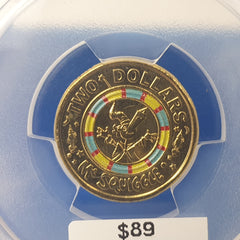 TWO DOLLARS
Mr SQUIGGLE
$89